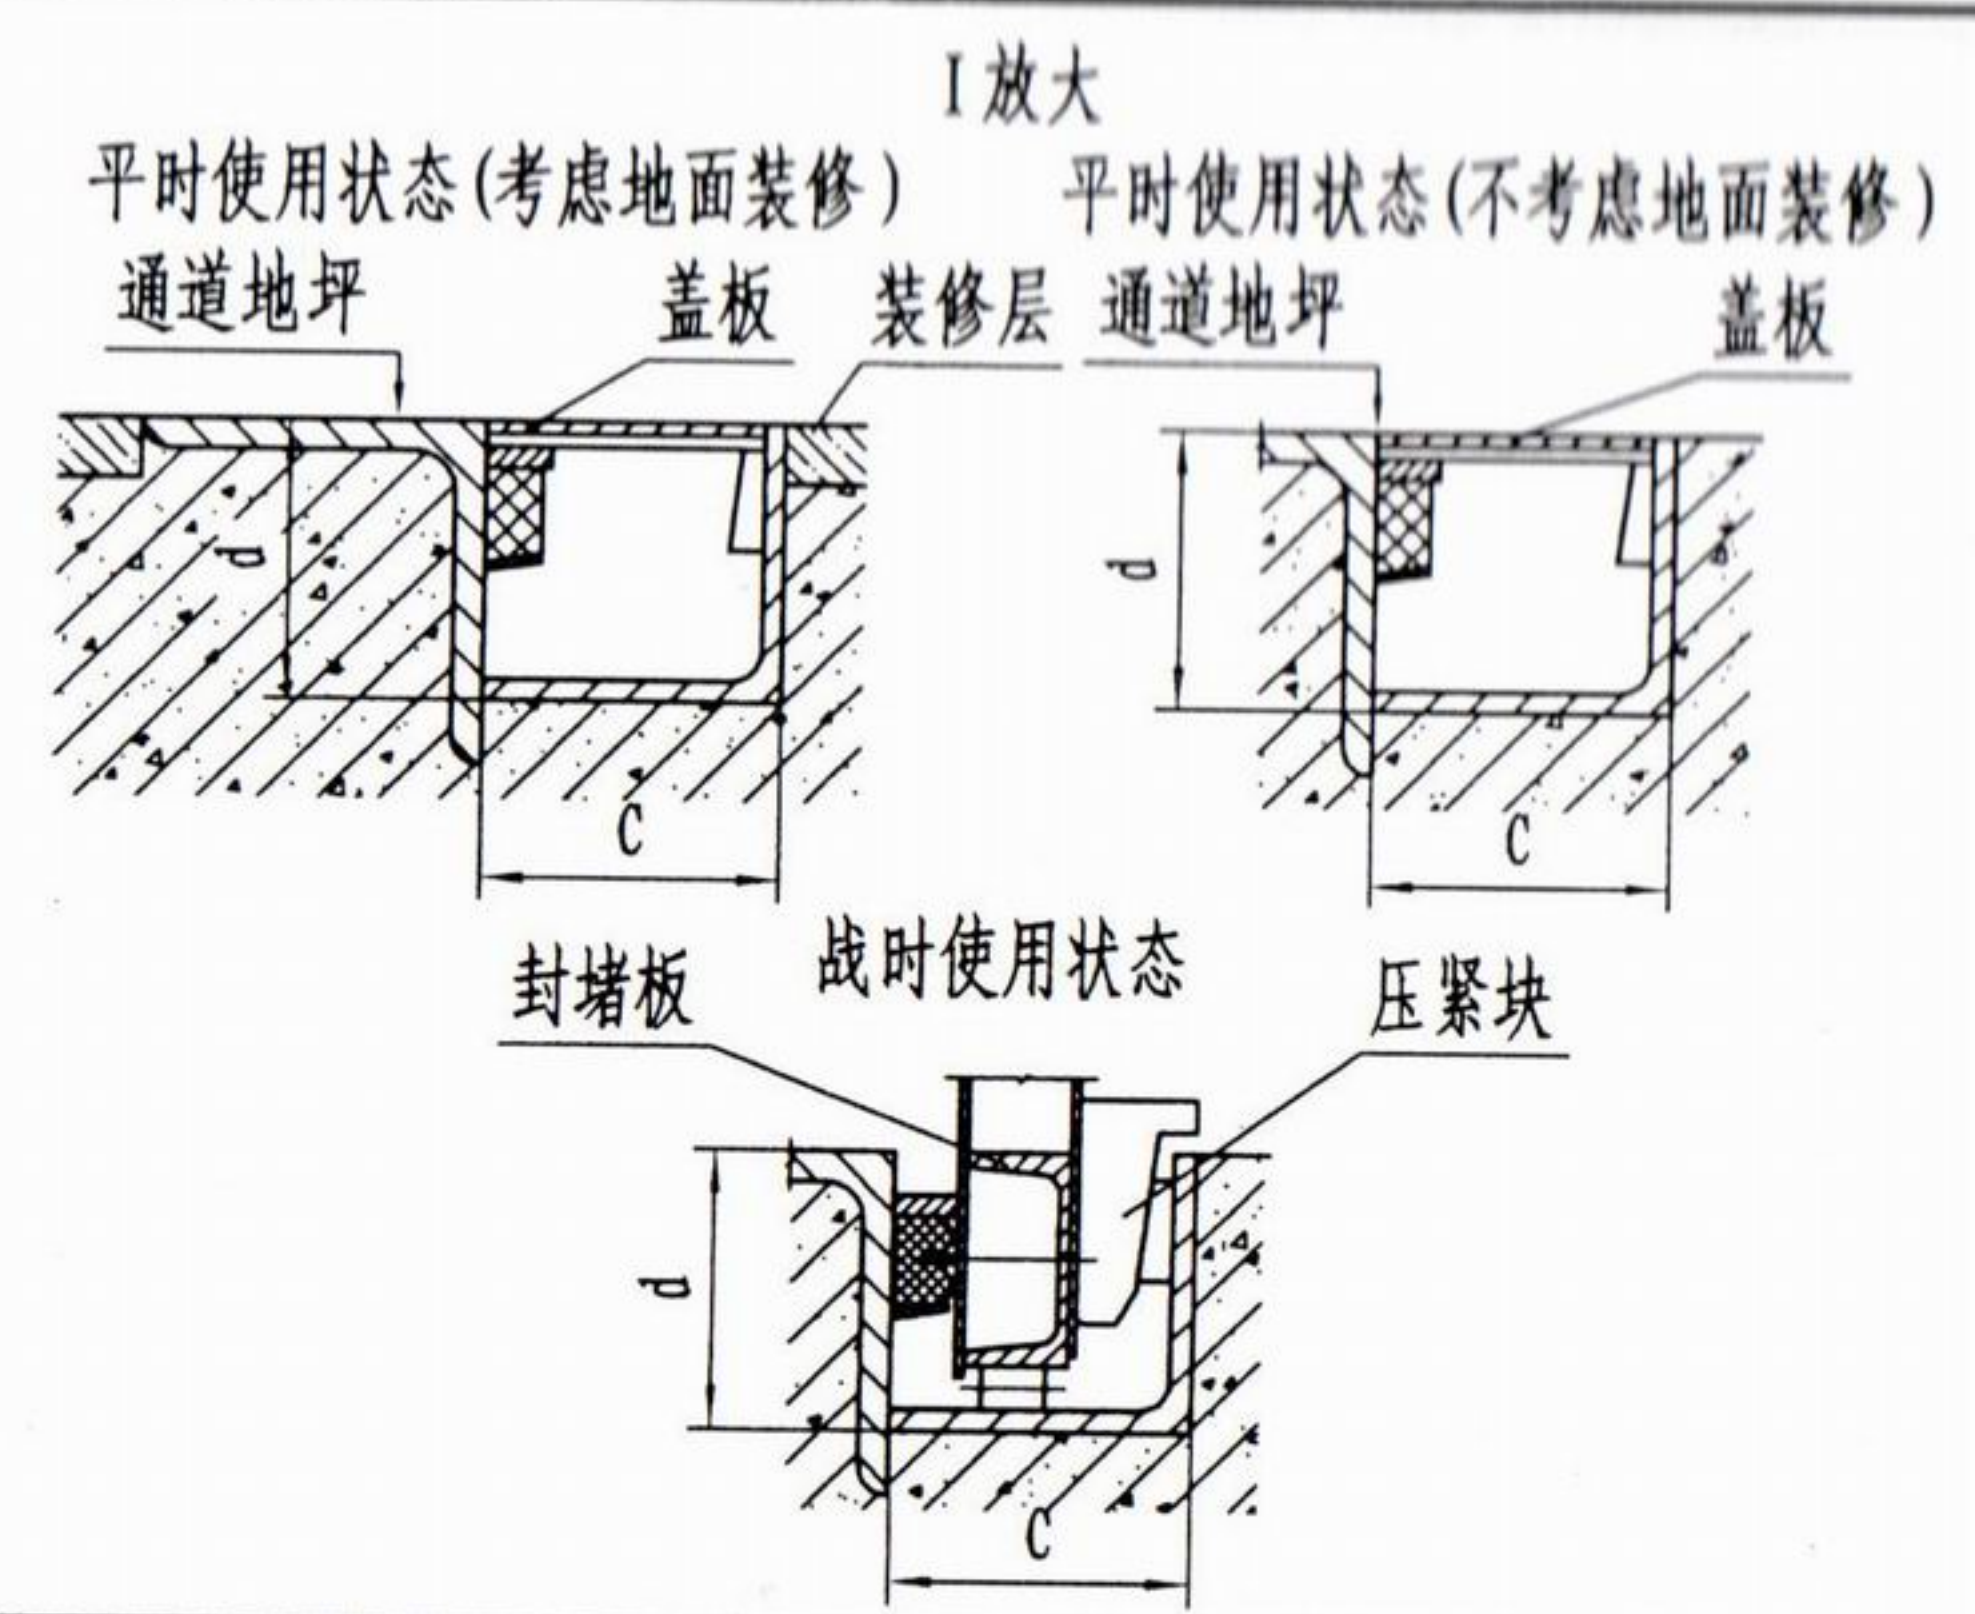 I 放大
平时使用状态(考虑地面装修)
平时使用状态(不考虑地面装修)
通道地坪
盖板
装修层
通道地坪
盖板
d
d
C
C
战时使用状态
封堵板
压紧块
d
C